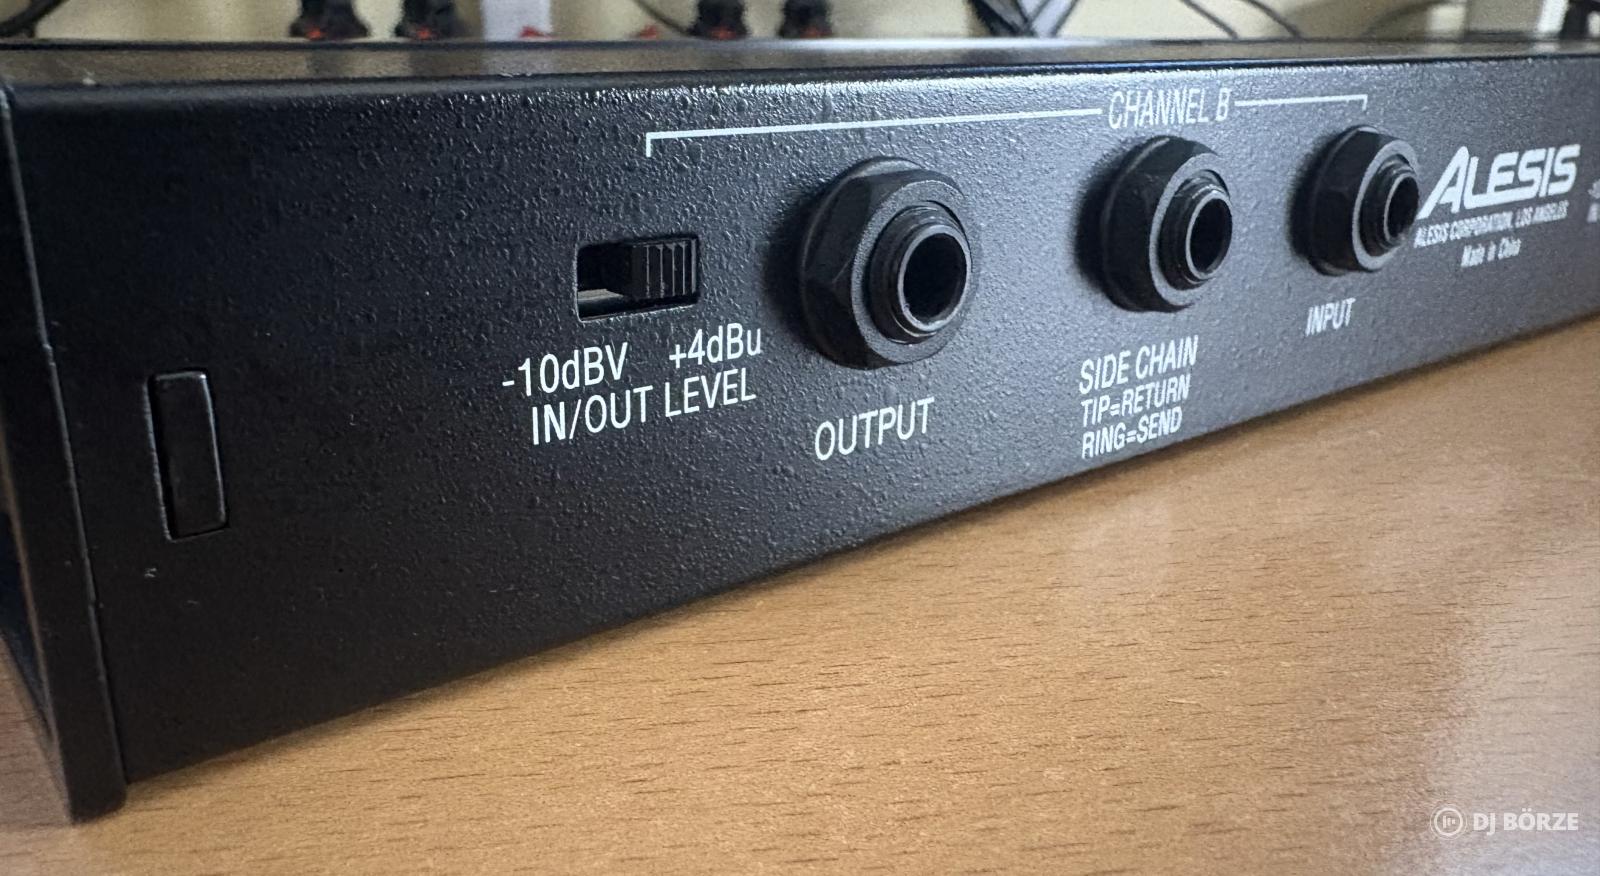 CHANNEL B
-10dBV +4dBu
IN/OUT LEVEL
OUTPUT
SIDE CHAIN
TIP=RETURN
RING=SEND
INPUT
ALESIS
ALESIS CORPORATION, LOS ANGELES
Made in China
DJ BÖRZE